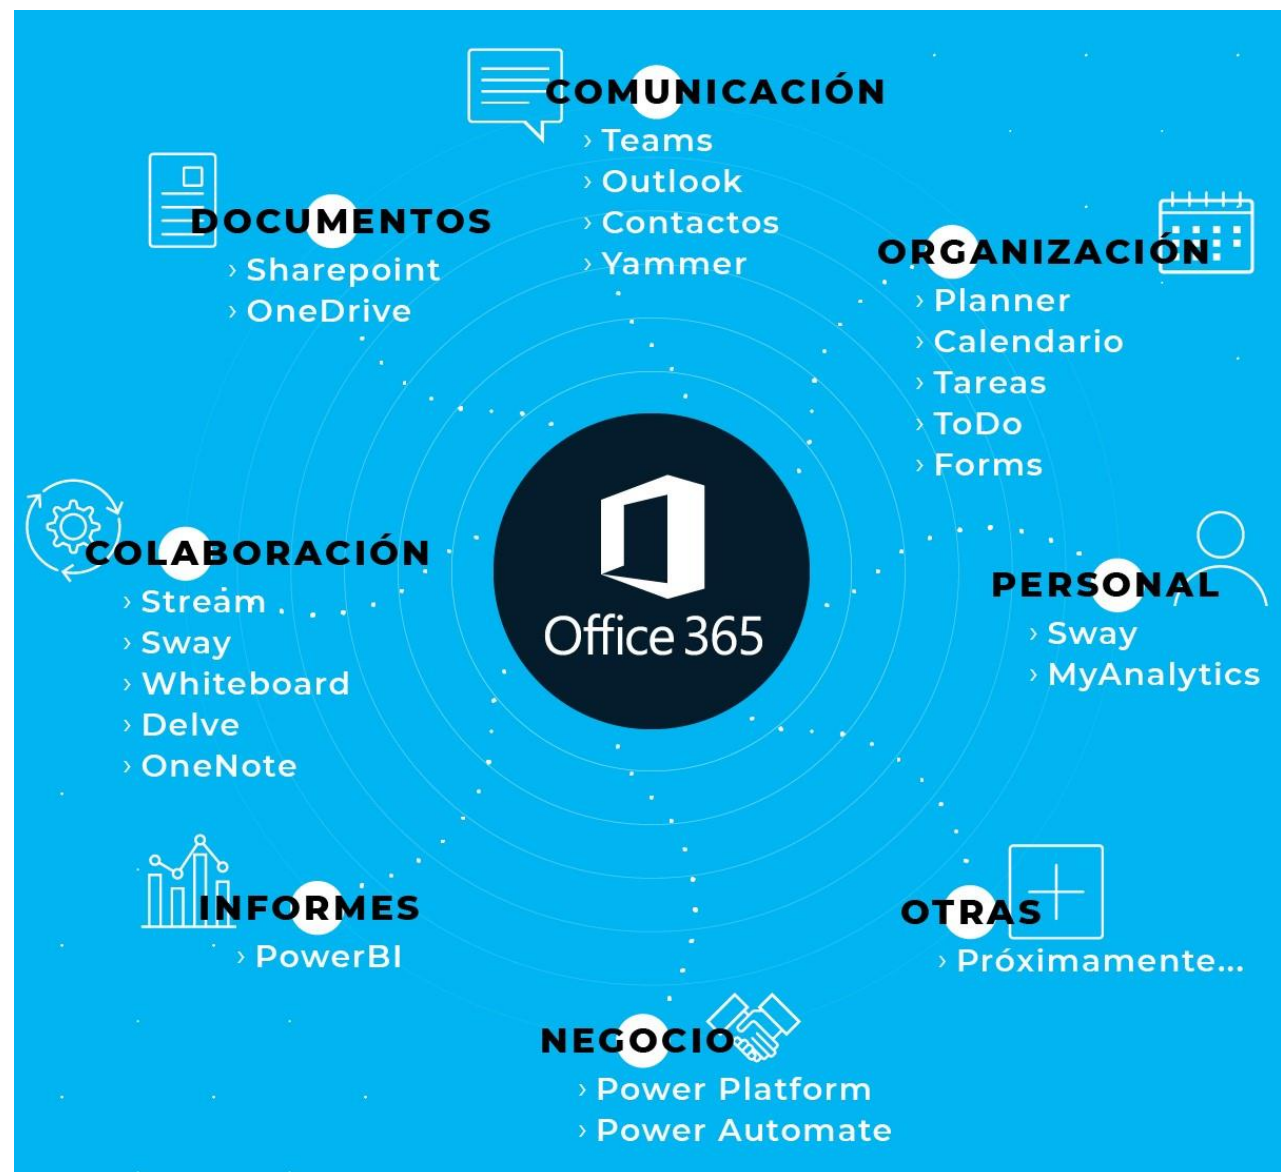 COMUNICACIÓN
› Teams
› Outlook
› Contactos
› Yammer
DOCUMENTOS
› Sharepoint
› OneDrive
ORGANIZACIÓN
› Planner
› Calendario
› Tareas
› ToDo
› Forms
COLABORACIÓN
› Stream
› Sway
› Whiteboard
› Delve
› OneNote
Office 365
PERSONAL
› Sway
› MyAnalytics
INFORMES
› PowerBI
OTRAS
› Próximamente...
NEGOCIO
› Power Platform
› Power Automate